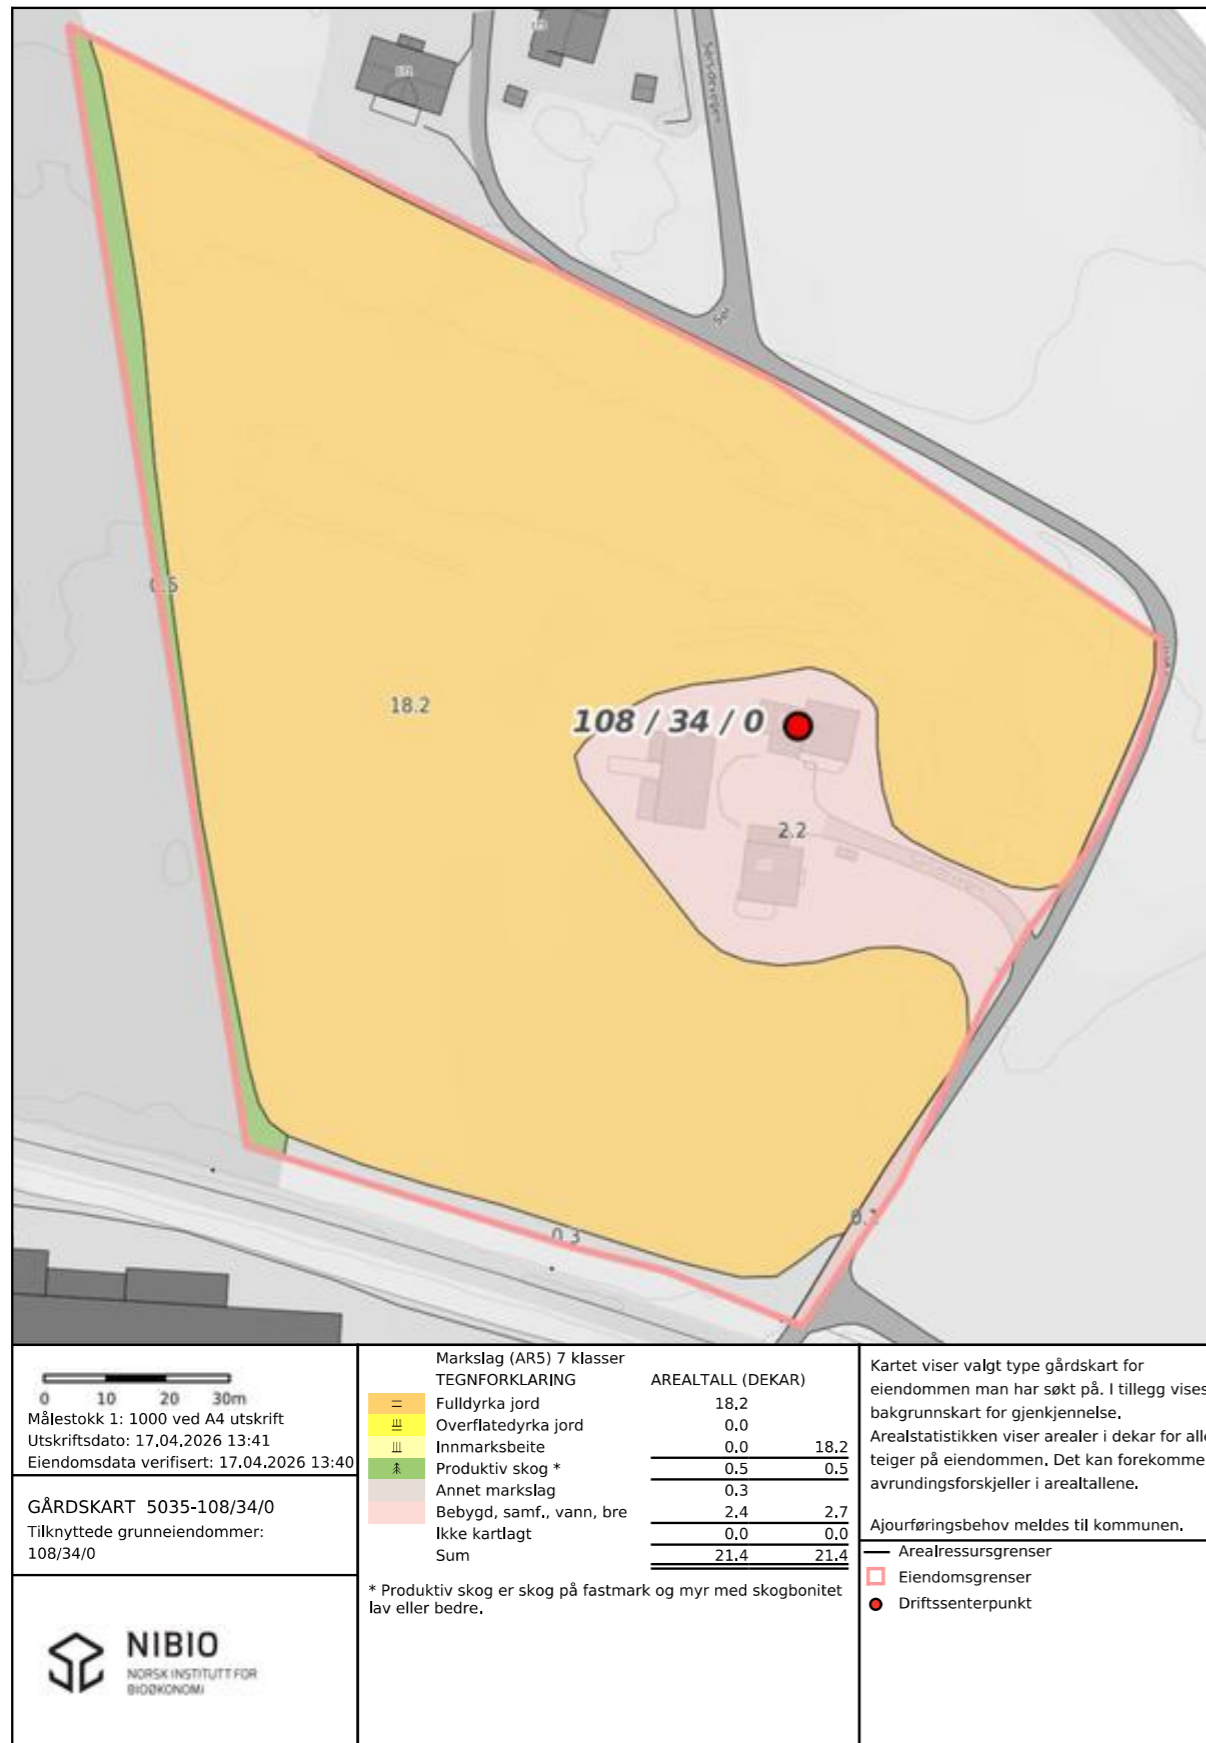 18.2
108 / 34 / 0
2.2
0.3
0 10 20 30m
Målestokk 1: 1000 ved A4 utskrift
Utskriftsdato: 17.04.2026 13:41
Eiendomsdata verifisert: 17.04.2026 13:40
GÅRDSKART 5035-108/34/0
Tilknyttede grunneiendommer:
108/34/0
NIBIO
NORSK INSTITUTT FOR
BIOØKONOMI
Markslag (AR5) 7 klasser
TEGNFORKLARING AREALTALL (DEKAR)
Fulldyrka jord 18.2
Overflatedyrka jord 0.0
Innmarksbeite 0.0 18.2
Produktiv skog * 0.5 0.5
Annet markslag 0.3
Bebygd, samf., vann, bre 2.4 2.7
Ikke kartlagt 0.0 0.0
Sum 21.4 21.4
* Produktiv skog er skog på fastmark og myr med skogbonitet
lav eller bedre.
Kartet viser valgt type gårdskart for
eiendommen man har søkt på. I tillegg vises
bakgrunnskart for gjenkjennelse.
Arealstatistikken viser arealer i dekar for alle
teiger på eiendommen. Det kan forekomme
avrundingsforskjeller i arealtallene.
Ajourføringsbehov meldes til kommunen.
Arealressursgrenser
Eiendomsgrenser
Driftssenterpunkt